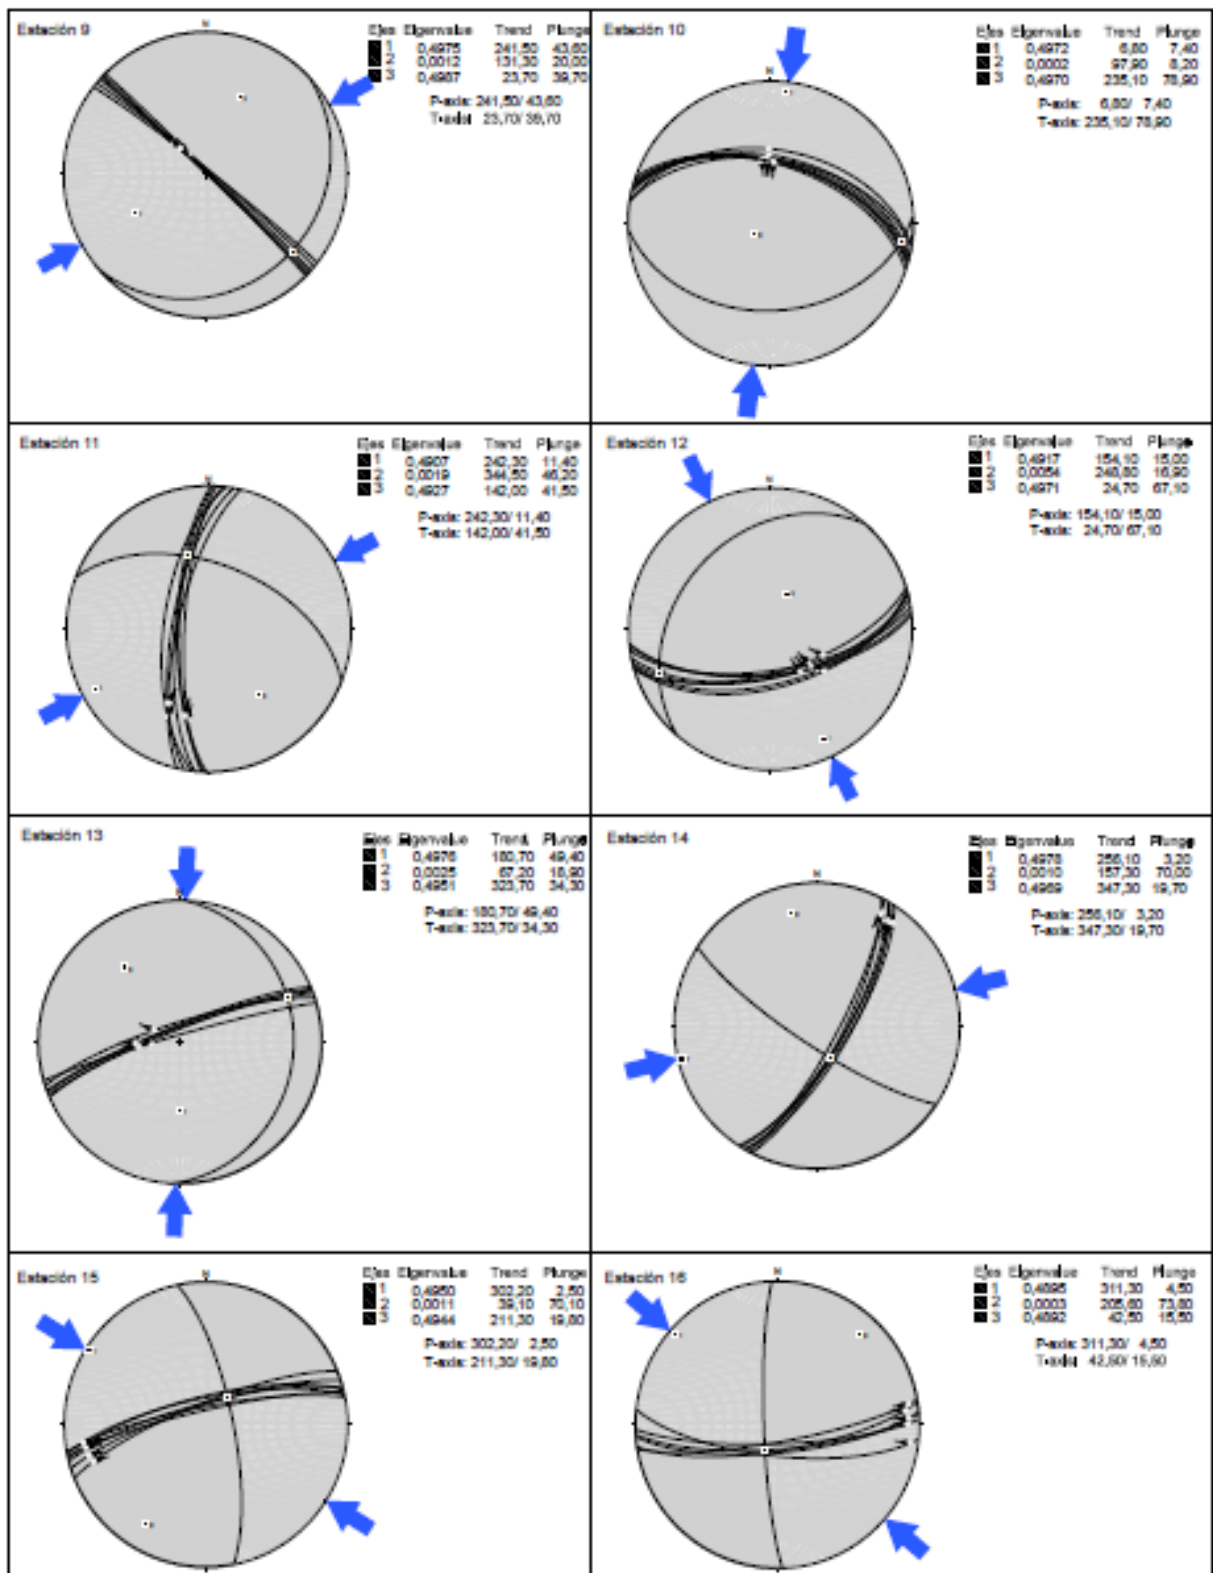 Estación 9
N
Ejes Eigenvalue Trend Plunge
1 0,4975 241,50 43,60
2 0,0012 131,30 20,00
3 0,4987 23,70 39,70
P-axis: 241,50/ 43,60
T-axis: 23,70/ 39,70
Estación 10
N
Ejes Eigenvalue Trend Plunge
1 0,4972 6,80 7,40
2 0,0002 97,90 8,20
3 0,4970 235,10 78,90
P-axis: 6,80/ 7,40
T-axis: 235,10/ 78,90
Estación 11
N
Ejes Eigenvalue Trend Plunge
1 0,4907 242,30 11,40
2 0,0019 344,50 46,20
3 0,4927 142,00 41,50
P-axis: 242,30/ 11,40
T-axis: 142,00/ 41,50
Estación 12
N
Ejes Eigenvalue Trend Plunge
1 0,4917 154,10 15,00
2 0,0054 248,80 16,90
3 0,4971 24,70 67,10
P-axis: 154,10/ 15,00
T-axis: 24,70/ 67,10
Estación 13
N
Ejes Eigenvalue Trend Plunge
1 0,4976 180,70 49,40
2 0,0025 67,20 18,90
3 0,4951 323,70 34,30
P-axis: 180,70/ 49,40
T-axis: 323,70/ 34,30
Estación 14
N
Ejes Eigenvalue Trend Plunge
1 0,4978 256,10 3,20
2 0,0010 157,30 70,00
3 0,4969 347,30 19,70
P-axis: 256,10/ 3,20
T-axis: 347,30/ 19,70
Estación 15
N
Ejes Eigenvalue Trend Plunge
1 0,4950 302,20 2,50
2 0,0011 39,10 70,10
3 0,4944 211,30 19,80
P-axis: 302,20/ 2,50
T-axis: 211,30/ 19,80
Estación 16
N
Ejes Eigenvalue Trend Plunge
1 0,4895 311,30 4,50
2 0,0003 205,60 73,80
3 0,4892 42,50 15,50
P-axis: 311,30/ 4,50
T-axis: 42,50/ 15,50